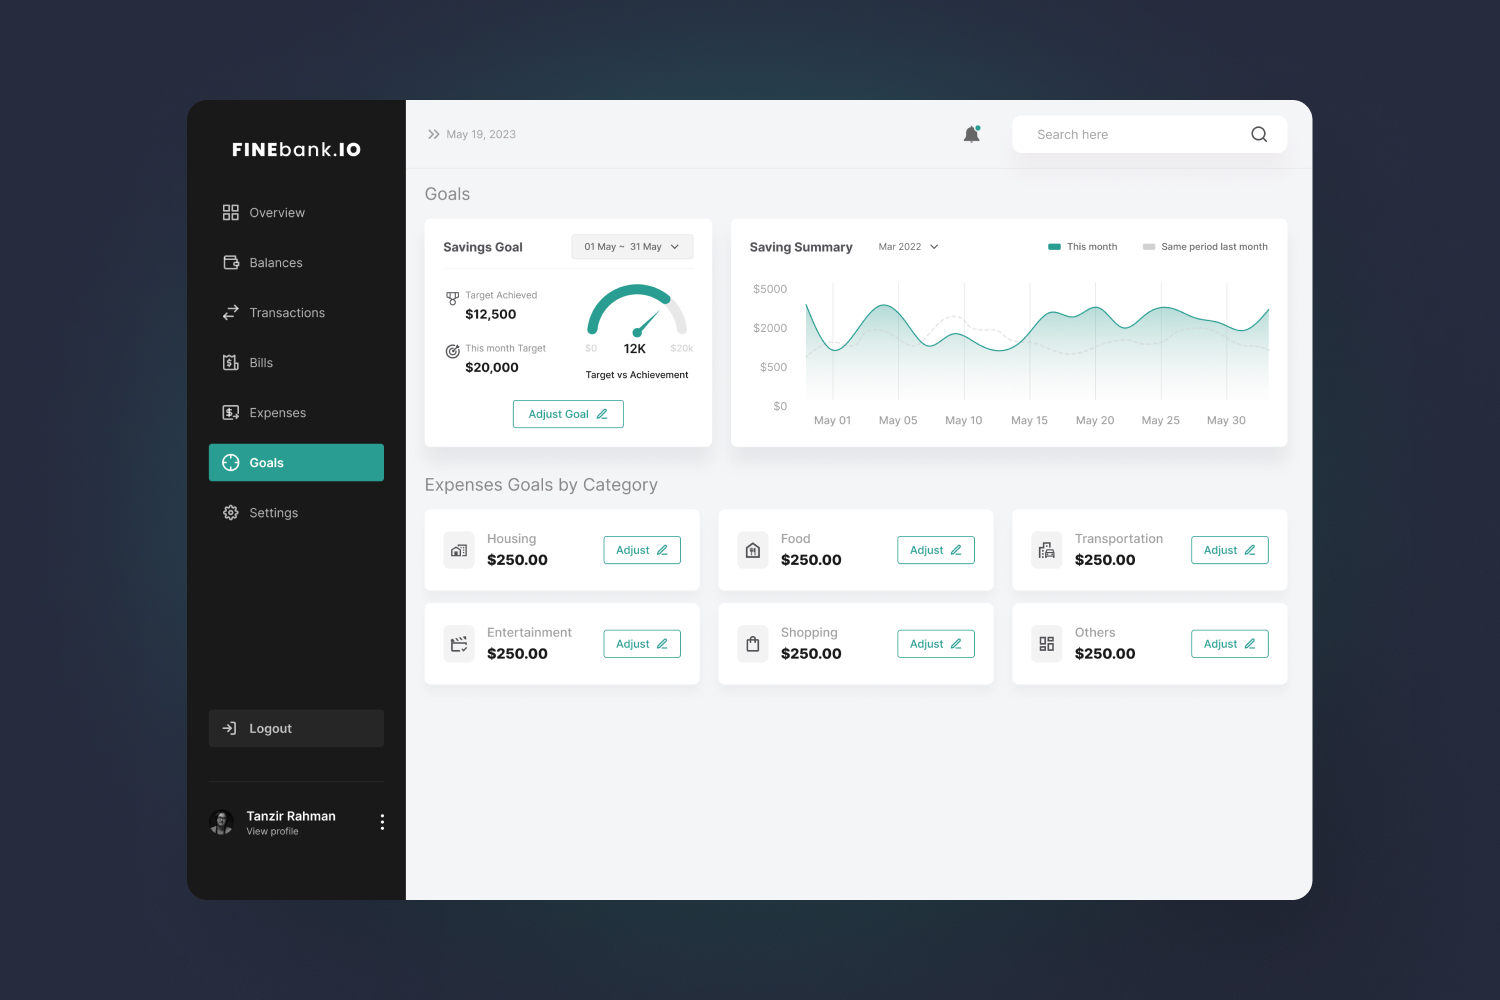 FINEbank.IO
Overview
Balances
Transactions
Bills
Expenses
Goals
Settings
Logout
Tanzir Rahman
View profile
May 19, 2023
Search here
Goals
Savings Goal
01 May ~ 31 May
Target Achieved
$12,500
This month Target
$20,000
$0
12K
$20k
Target vs Achievement
Adjust Goal
Saving Summary
Mar 2022
This month
Same period last month
$5000
$2000
$500
$0
May 01
May 05
May 10
May 15
May 20
May 25
May 30
Expenses Goals by Category
Housing
$250.00
Adjust
Food
$250.00
Adjust
Transportation
$250.00
Adjust
Entertainment
$250.00
Adjust
Shopping
$250.00
Adjust
Others
$250.00
Adjust